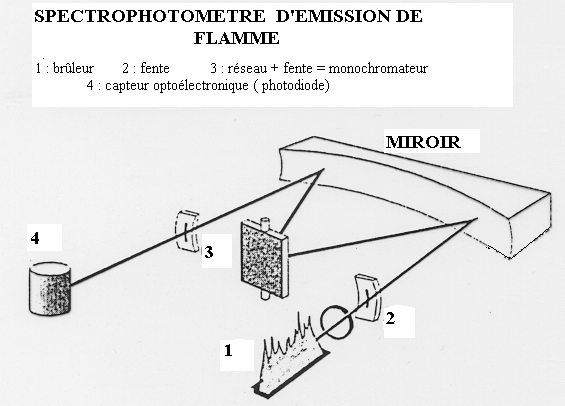 SPECTROPHOTOMETRE D'EMISSION DE
FLAMME
1 : brûleur 2 : fente 3 : réseau + fente = monochromateur
4 : capteur optoélectronique ( photodiode)
MIROIR
4
3
2
1